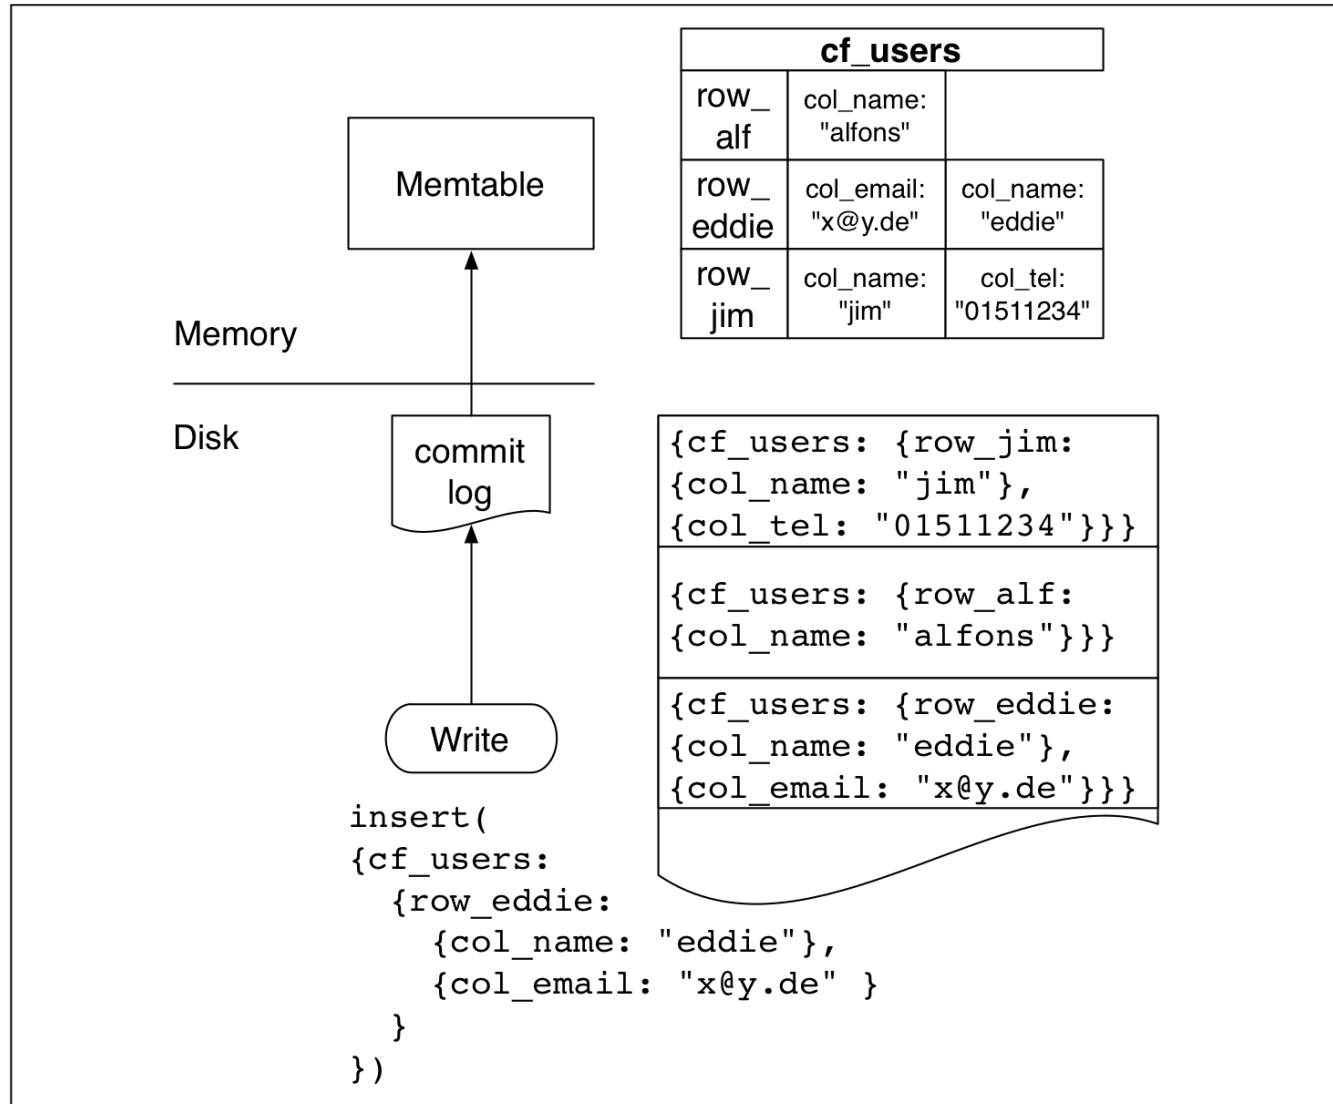 cf_users
row_
alf
col_name:
"alfons"
row_
eddie
col_email:
"x@y.de"
col_name:
"eddie"
row_
jim
col_name:
"jim"
col_tel:
"01511234"
Memtable
Memory
Disk
commit
log
Write
{cf_users: {row_jim:
{col_name: "jim"},
{col_tel: "01511234"}}}
{cf_users: {row_alf:
{col_name: "alfons"}}}
{cf_users: {row_eddie:
{col_name: "eddie"},
{col_email: "x@y.de"}}}
insert(
{cf_users:
{row_eddie:
{col_name: "eddie"},
{col_email: "x@y.de" }
}
})